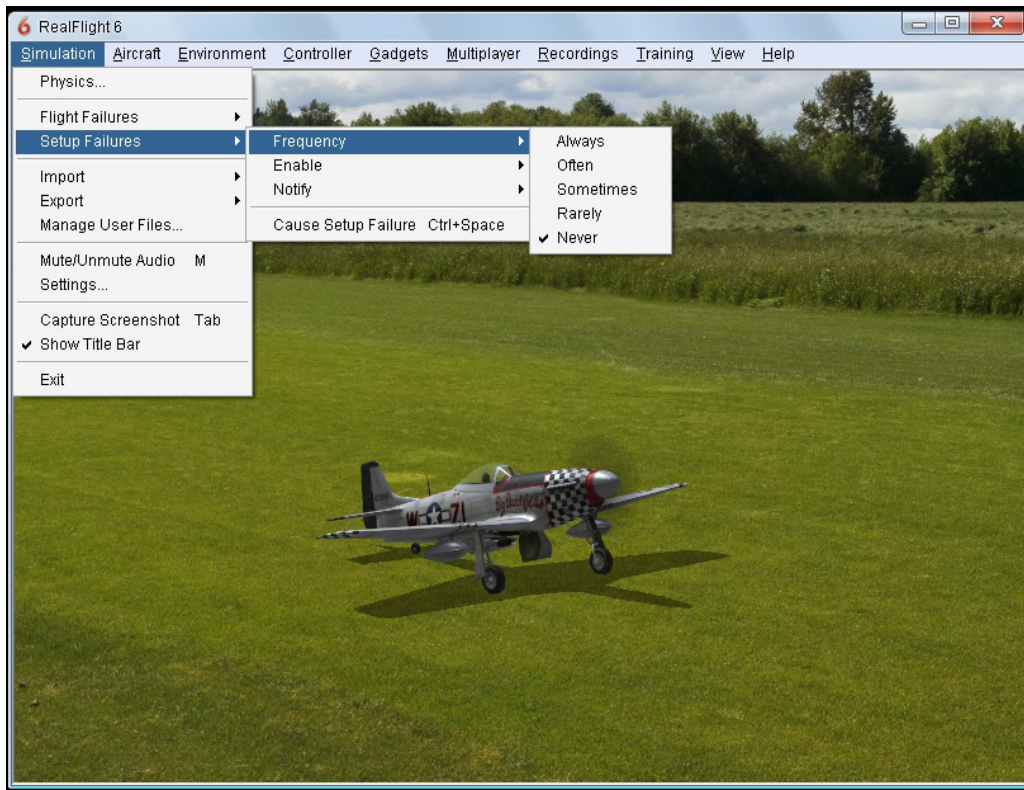 RealFlight 6
Simulation Aircraft Environment Controller Gadgets Multiplayer Recordings Training View Help
Physics...
Flight Failures
Setup Failures
Import
Export
Manage User Files...
Mute/Unmute Audio M
Settings...
Capture Screenshot Tab
Show Title Bar
Exit
Frequency
Enable
Notify
Cause Setup Failure Ctrl+Space
Always
Often
Sometimes
Rarely
Never
W Z1